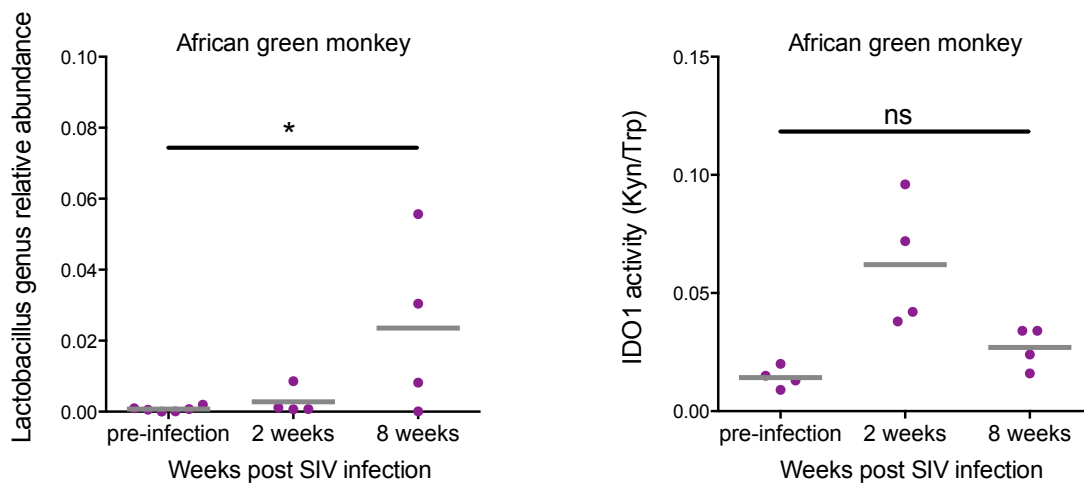 African green monkey
Lactobacillus genus relative abundance
0.10
0.08
0.06
0.04
0.02
0.00
*
pre-infection 2 weeks 8 weeks
Weeks post SIV infection
African green monkey
IDO1 activity (Kyn/Trp)
0.15
0.10
0.05
0.00
ns
pre-infection 2 weeks 8 weeks
Weeks post SIV infection